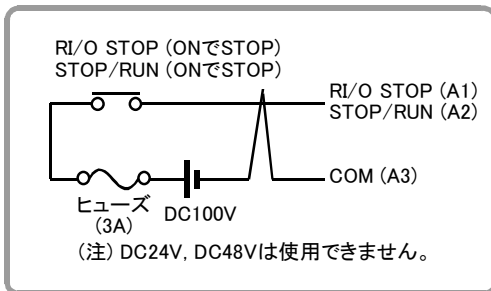 RI/O STOP (ONでSTOP)
STOP/RUN (ONでSTOP)
RI/O STOP (A1)
STOP/RUN (A2)
COM (A3)
ヒューズ
(3A)
DC100V
(注) DC24V, DC48Vは使用できません。